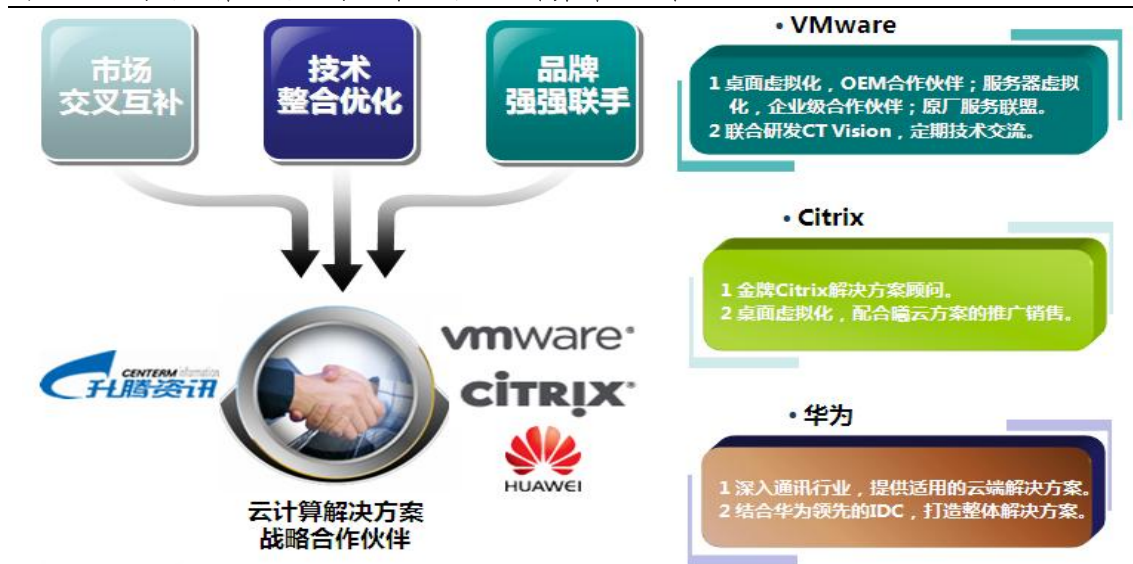 市场
交叉互补
技术
整合优化
品牌
强强联手
CENTERM information
升腾资讯
vmware
CITRIX
HUAWEI
云计算解决方案
战略合作伙伴
• VMware
1 桌面虚拟化，OEM合作伙伴；服务器虚拟
化，企业级合作伙伴；原厂服务联盟。
2 联合研发CT Vision，定期技术交流。
• Citrix
1 金牌Citrix解决方案顾问。
2 桌面虚拟化，配合云方案的推广销售。
• 华为
1 深入通讯行业，提供适用的云端解决方案。
2 结合华为领先的IDC，打造整体解决方案。